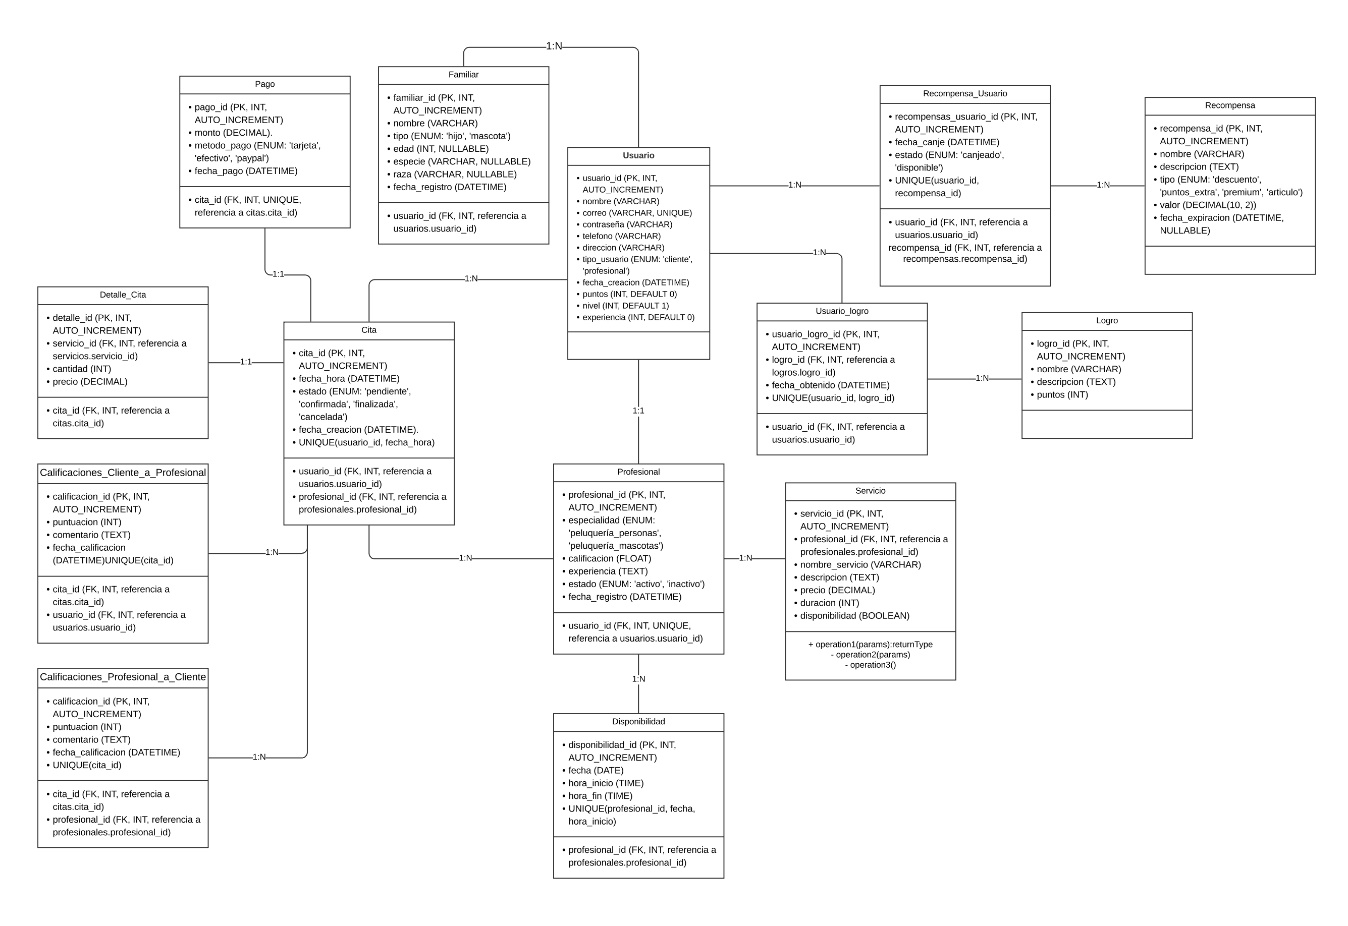 1:N
Pago
• pago_id (PK, INT,
AUTO_INCREMENT)
• monto (DECIMAL).
• metodo_pago (ENUM: 'tarjeta',
'efectivo', 'paypal')
• fecha_pago (DATETIME)
• cita_id (FK, INT, UNIQUE,
referencia a citas.cita_id)
Familiar
• familiar_id (PK, INT,
AUTO_INCREMENT)
• nombre (VARCHAR)
• tipo (ENUM: 'hijo', 'mascota')
• edad (INT, NULLABLE)
• especie (VARCHAR, NULLABLE)
• raza (VARCHAR, NULLABLE)
• fecha_registro (DATETIME)
• usuario_id (FK, INT, referencia a
usuarios.usuario_id)
Usuario
• usuario_id (PK, INT,
AUTO_INCREMENT)
• nombre (VARCHAR)
• correo (VARCHAR, UNIQUE)
• contraseña (VARCHAR)
• telefono (VARCHAR)
• direccion (VARCHAR)
• tipo_usuario (ENUM: 'cliente',
'profesional')
• fecha_creacion (DATETIME)
• puntos (INT, DEFAULT 0)
• nivel (INT, DEFAULT 1)
• experiencia (INT, DEFAULT 0)
1:N
Recompensa_Usuario
• recompensas_usuario_id (PK, INT,
AUTO_INCREMENT)
• fecha_canje (DATETIME)
• estado (ENUM: 'canjeado',
'disponible')
• UNIQUE(usuario_id,
recompensa_id)
• usuario_id (FK, INT, referencia a
usuarios.usuario_id)
recompensa_id (FK, INT, referencia a
recompensas.recompensa_id)
1:N
Recompensa
• recompensa_id (PK, INT,
AUTO_INCREMENT)
• nombre (VARCHAR)
• descripcion (TEXT)
• tipo (ENUM: 'descuento',
'puntos_extra', 'premium', 'articulo')
• valor (DECIMAL(10, 2))
• fecha_expiracion (DATETIME,
NULLABLE)
1:N
1:1
1:N
Detalle_Cita
• detalle_id (PK, INT,
AUTO_INCREMENT)
• servicio_id (FK, INT, referencia a
servicios.servicio_id)
• cantidad (INT)
• precio (DECIMAL)
• cita_id (FK, INT, referencia a
citas.cita_id)
1:1
Cita
• cita_id (PK, INT,
AUTO_INCREMENT)
• fecha_hora (DATETIME)
• estado (ENUM: 'pendiente',
'confirmada', 'finalizada',
'cancelada')
• fecha_creacion (DATETIME).
• UNIQUE(usuario_id, fecha_hora)
• usuario_id (FK, INT, referencia a
usuarios.usuario_id)
• profesional_id (FK, INT, referencia a
profesionales.profesional_id)
1:1
Usuario_logro
• usuario_logro_id (PK, INT,
AUTO_INCREMENT)
• logro_id (FK, INT, referencia a
logros.logro_id)
• fecha_obtenido (DATETIME)
• UNIQUE(usuario_id, logro_id)
• usuario_id (FK, INT, referencia a
usuarios.usuario_id)
1:N
Logro
• logro_id (PK, INT,
AUTO_INCREMENT)
• nombre (VARCHAR)
• descripcion (TEXT)
• puntos (INT)
Calificaciones_Cliente_a_Profesional
• calificacion_id (PK, INT,
AUTO_INCREMENT)
• puntuacion (INT)
• comentario (TEXT)
• fecha_calificacion
(DATETIME)UNIQUE(cita_id)
• cita_id (FK, INT, referencia a
citas.cita_id)
• usuario_id (FK, INT, referencia a
usuarios.usuario_id)
1:N
1:N
Profesional
• profesional_id (PK, INT,
AUTO_INCREMENT)
• especialidad (ENUM:
'peluquería_personas',
'peluquería_mascotas')
• calificacion (FLOAT)
• experiencia (TEXT)
• estado (ENUM: 'activo', 'inactivo')
• fecha_registro (DATETIME)
• usuario_id (FK, INT, UNIQUE,
referencia a usuarios.usuario_id)
1:N
Servicio
• servicio_id (PK, INT,
AUTO_INCREMENT)
• profesional_id (FK, INT, referencia a
profesionales.profesional_id)
• nombre_servicio (VARCHAR)
• descripcion (TEXT)
• precio (DECIMAL)
• duracion (INT)
• disponibilidad (BOOLEAN)
+ operation1(params):returnType
- operation2(params)
- operation3()
Calificaciones_Profesional_a_Cliente
• calificacion_id (PK, INT,
AUTO_INCREMENT)
• puntuacion (INT)
• comentario (TEXT)
• fecha_calificacion (DATETIME)
• UNIQUE(cita_id)
• cita_id (FK, INT, referencia a
citas.cita_id)
• profesional_id (FK, INT, referencia a
profesionales.profesional_id)
1:N
1:N
Disponibilidad
• disponibilidad_id (PK, INT,
AUTO_INCREMENT)
• fecha (DATE)
• hora_inicio (TIME)
• hora_fin (TIME)
• UNIQUE(profesional_id, fecha,
hora_inicio)
• profesional_id (FK, INT, referencia a
profesionales.profesional_id)